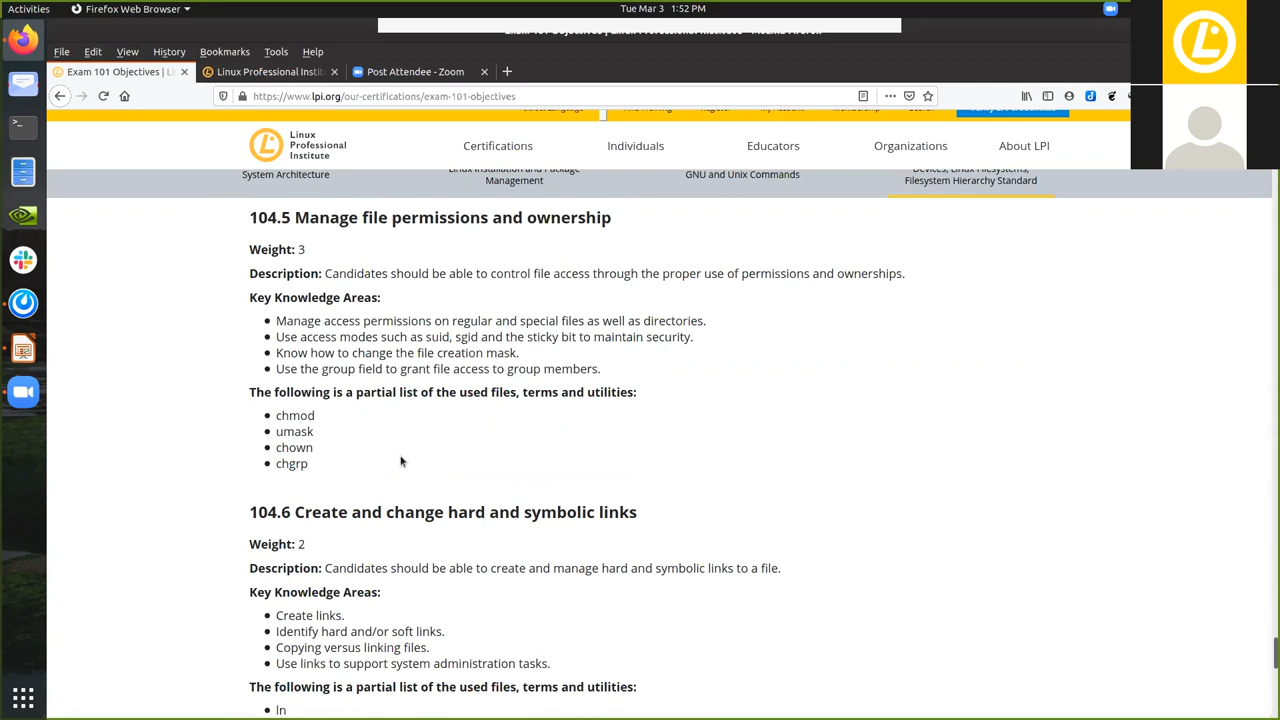 Activities
Firefox Web Browser
Tue Mar 3 1:52 PM
File Edit View History Bookmarks Tools Help
Exam 101 Objectives | Li
Linux Professional Instit
Post Attendee - Zoom
https://www.lpi.org/our-certifications/exam-101-objectives
Linux
Professional
Institute
Certifications
Individuals
Educators
Organizations
About LPI
System Architecture
Linux Installation and Package
Management
GNU and Unix Commands
Devices, Linux Filesystems,
Filesystem Hierarchy Standard
104.5 Manage file permissions and ownership
Weight: 3
Description: Candidates should be able to control file access through the proper use of permissions and ownerships.
Key Knowledge Areas:
Manage access permissions on regular and special files as well as directories.
Use access modes such as suid, sgid and the sticky bit to maintain security.
Know how to change the file creation mask.
Use the group field to grant file access to group members.
The following is a partial list of the used files, terms and utilities:
chmod
umask
chown
chgrp
104.6 Create and change hard and symbolic links
Weight: 2
Description: Candidates should be able to create and manage hard and symbolic links to a file.
Key Knowledge Areas:
Create links.
Identify hard and/or soft links.
Copying versus linking files.
Use links to support system administration tasks.
The following is a partial list of the used files, terms and utilities:
ln